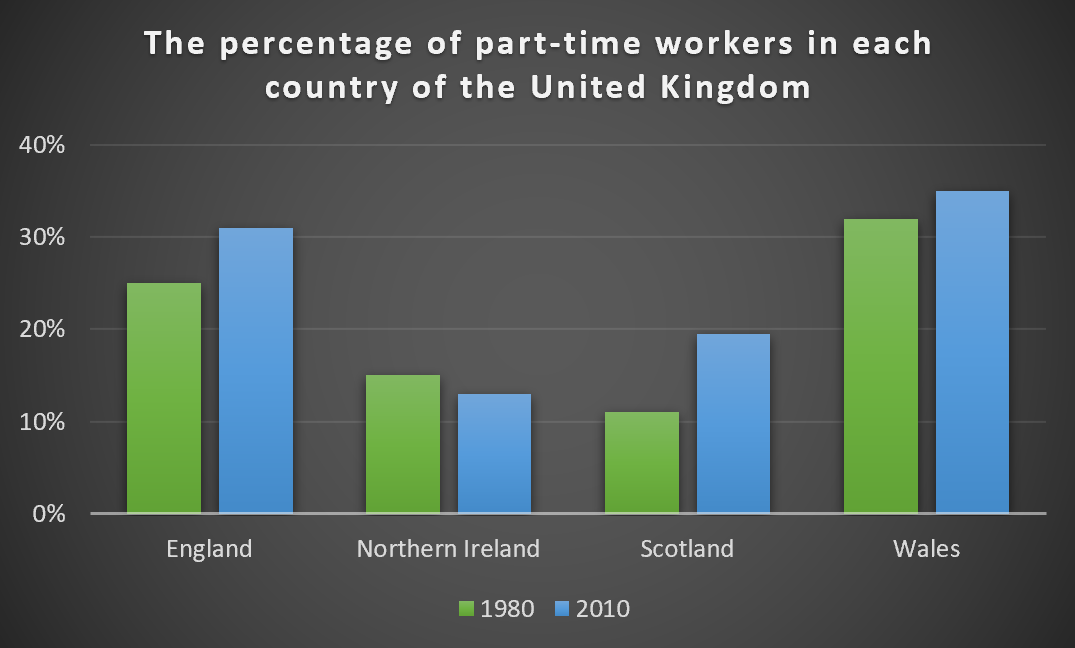 The percentage of part-time workers in each
country of the United Kingdom
40%
30%
20%
10%
0%
England Northern Ireland Scotland Wales
1980 2010